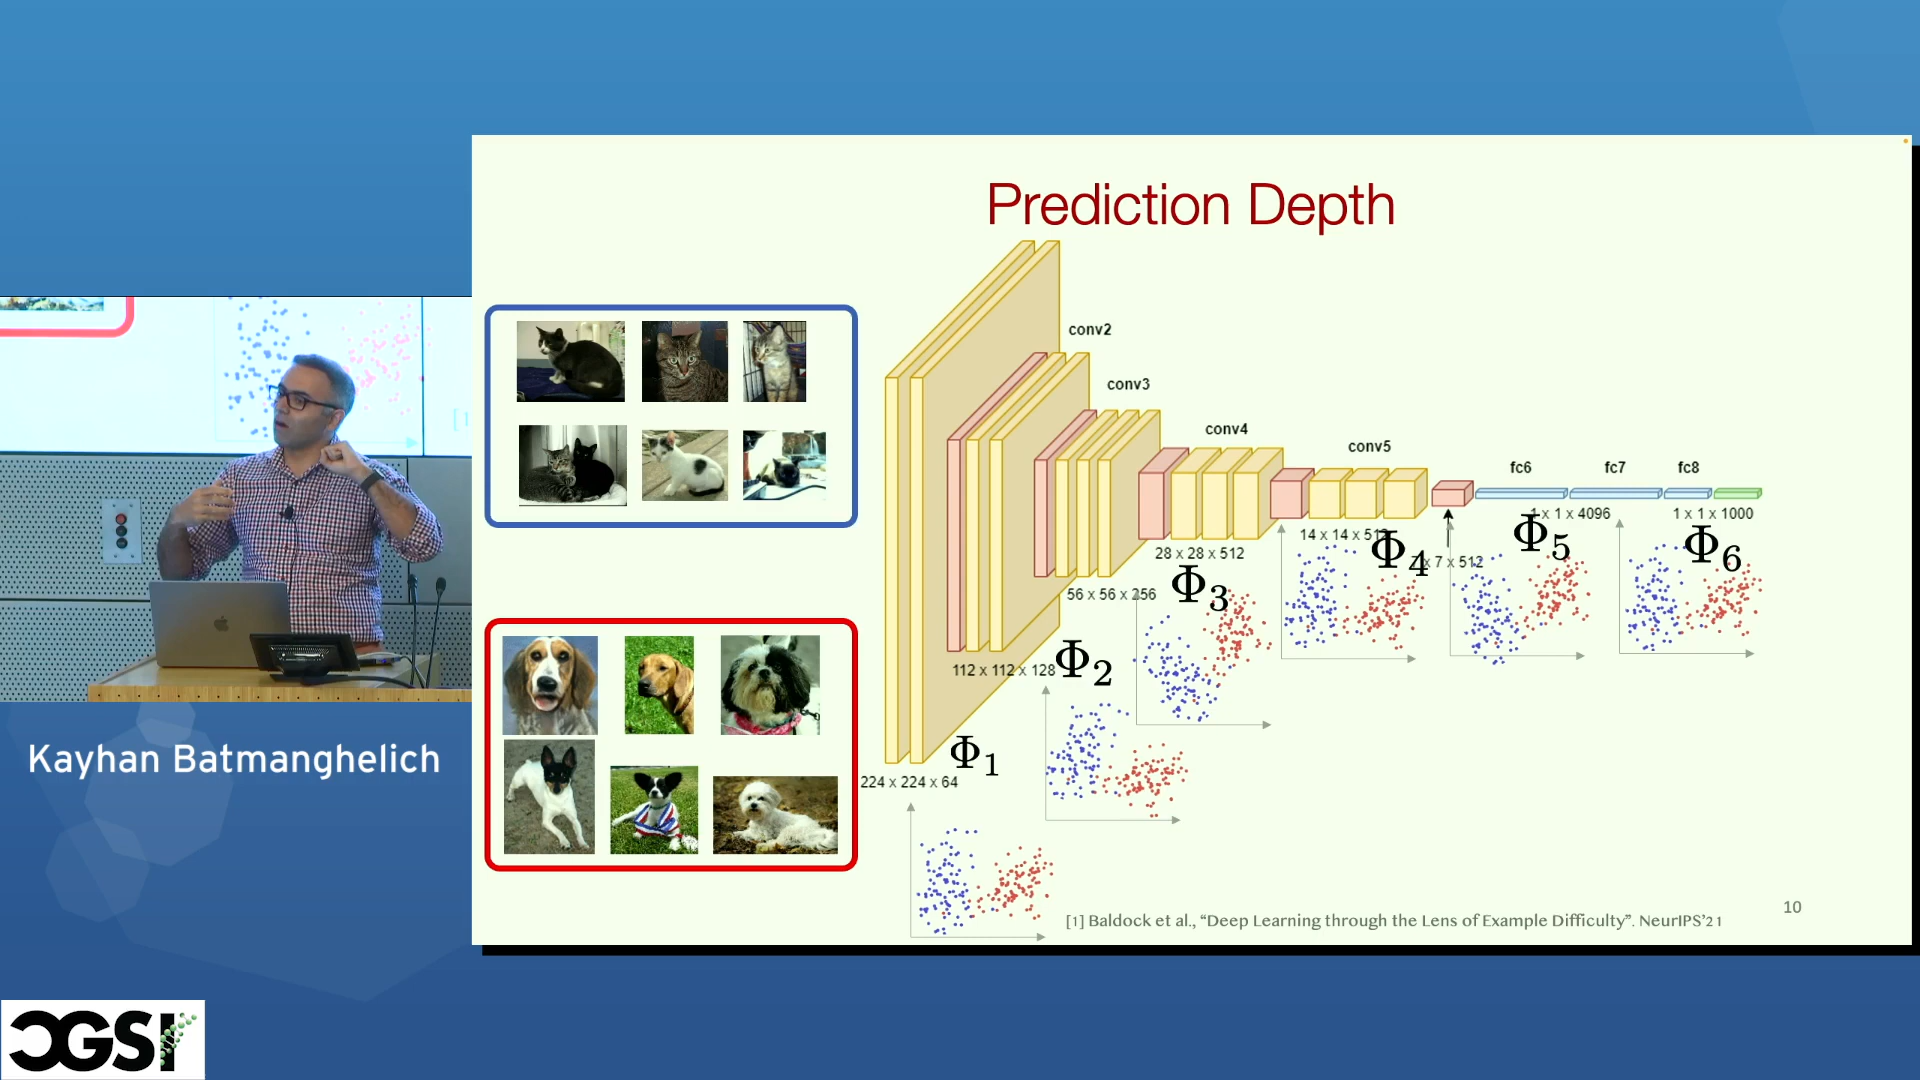 Prediction Depth
conv2
conv3
conv4
conv5
fc6
fc7
fc8
1 x 1 x 4096
1 x 1 x 1000
14 x 14 x 512
28 x 28 x 512
7 x 7 x 512
56 x 56 x 256
112 x 112 x 128
224 x 224 x 64
Φ1
Φ2
Φ3
Φ4
Φ5
Φ6
[1] Baldock et al., “Deep Learning through the Lens of Example Difficulty”. NeurIPS’21
10
Kayhan Batmanghelich
CGSI